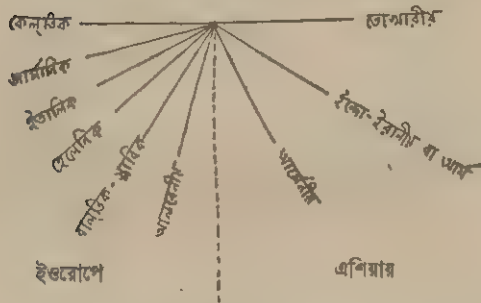 কেল্‌তিক
তোখারীয়
জার্মানিক
ইতালিক
হেলেনিক
বাল্‌তিক-স্লাবিক
আলবেনীয়
আর্মেনীয়
ইন্দো-ইরানীয় বা আর্য
ইওরোপে
এশিয়ায়